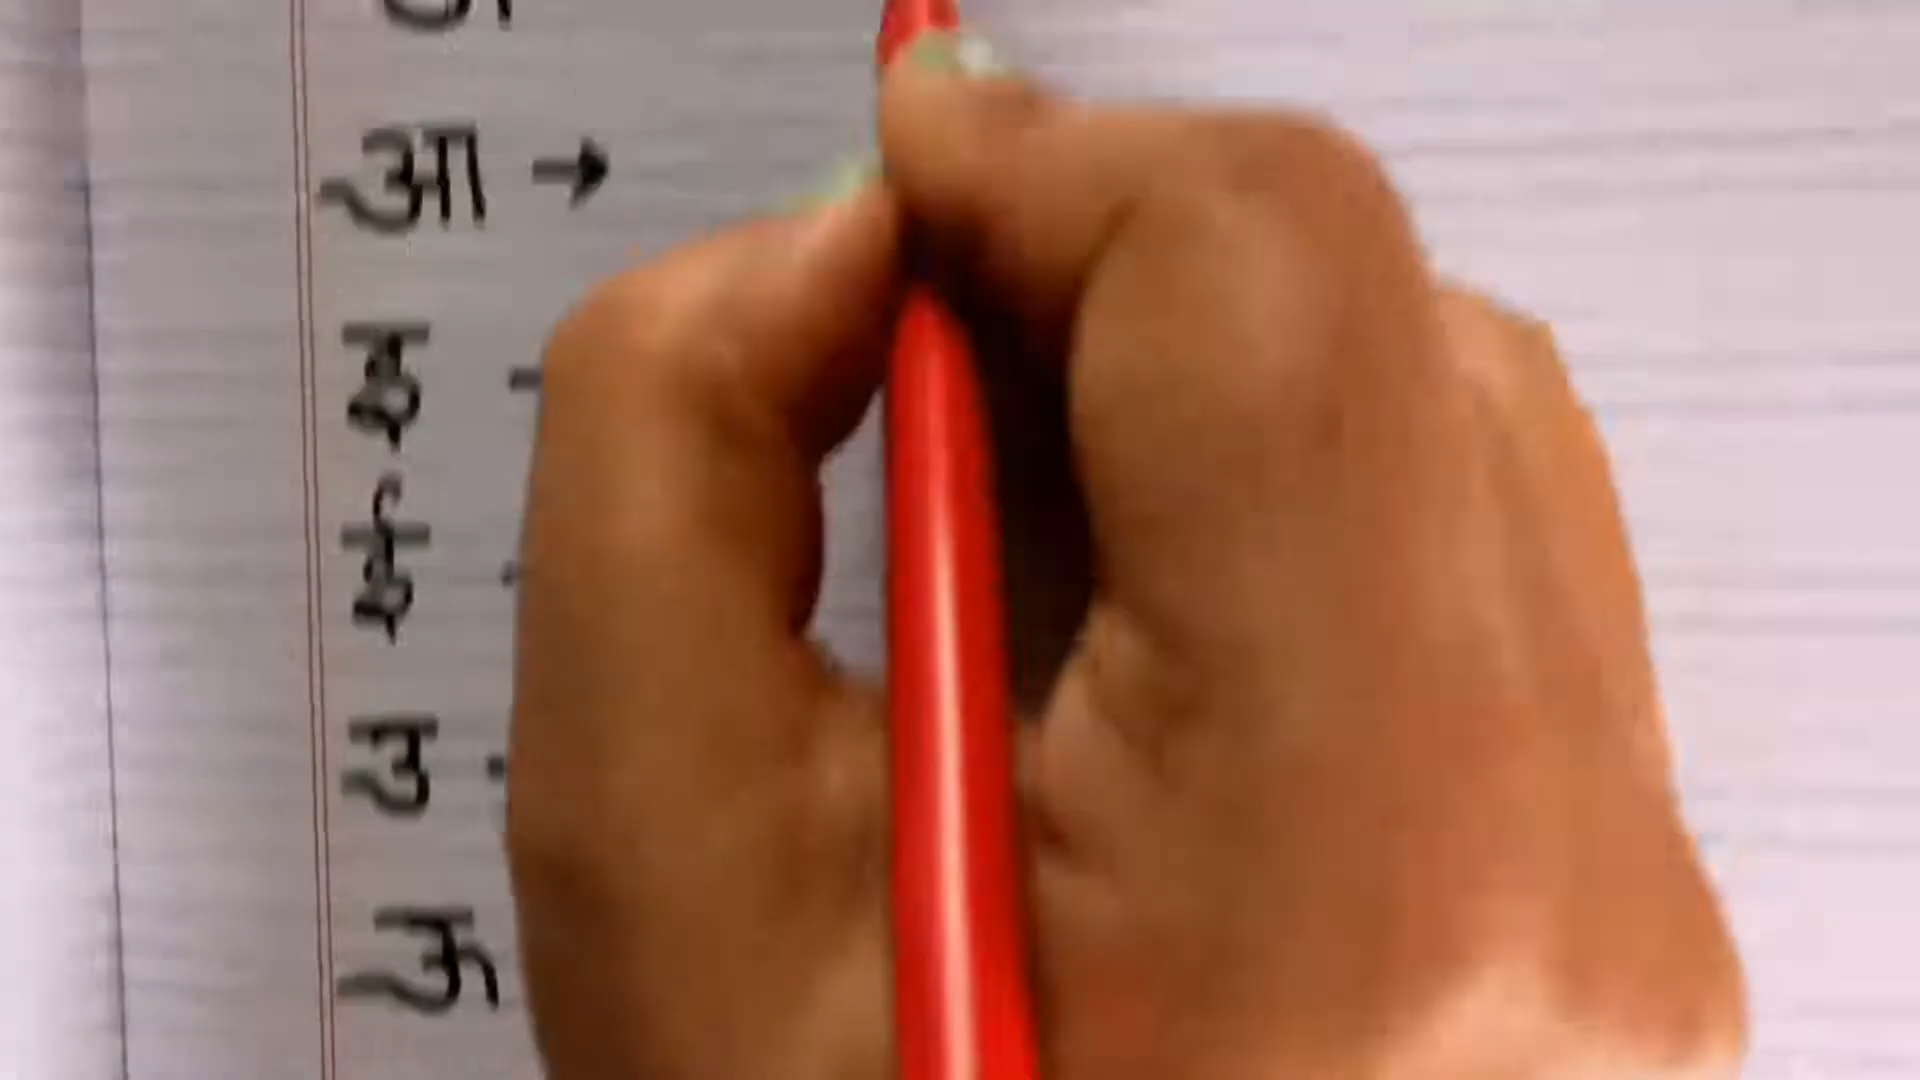 आ →
इ
ई
उ
ऊ